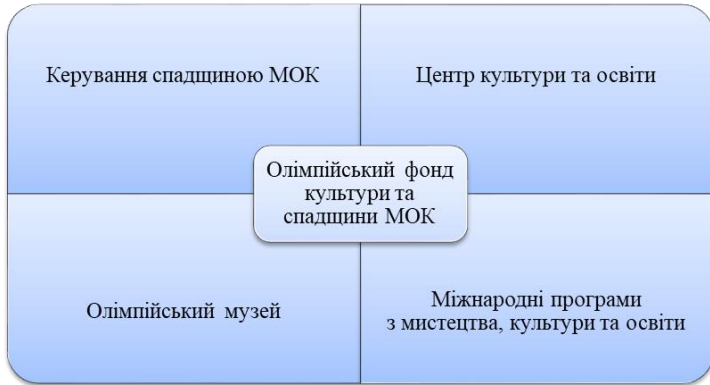 Керування спадщиною МОК
Центр культури та освіти
Олімпійський фонд
культури та
спадщини МОК
Олімпійський музей
Міжнародні програми
з мистецтва, культури та освіти